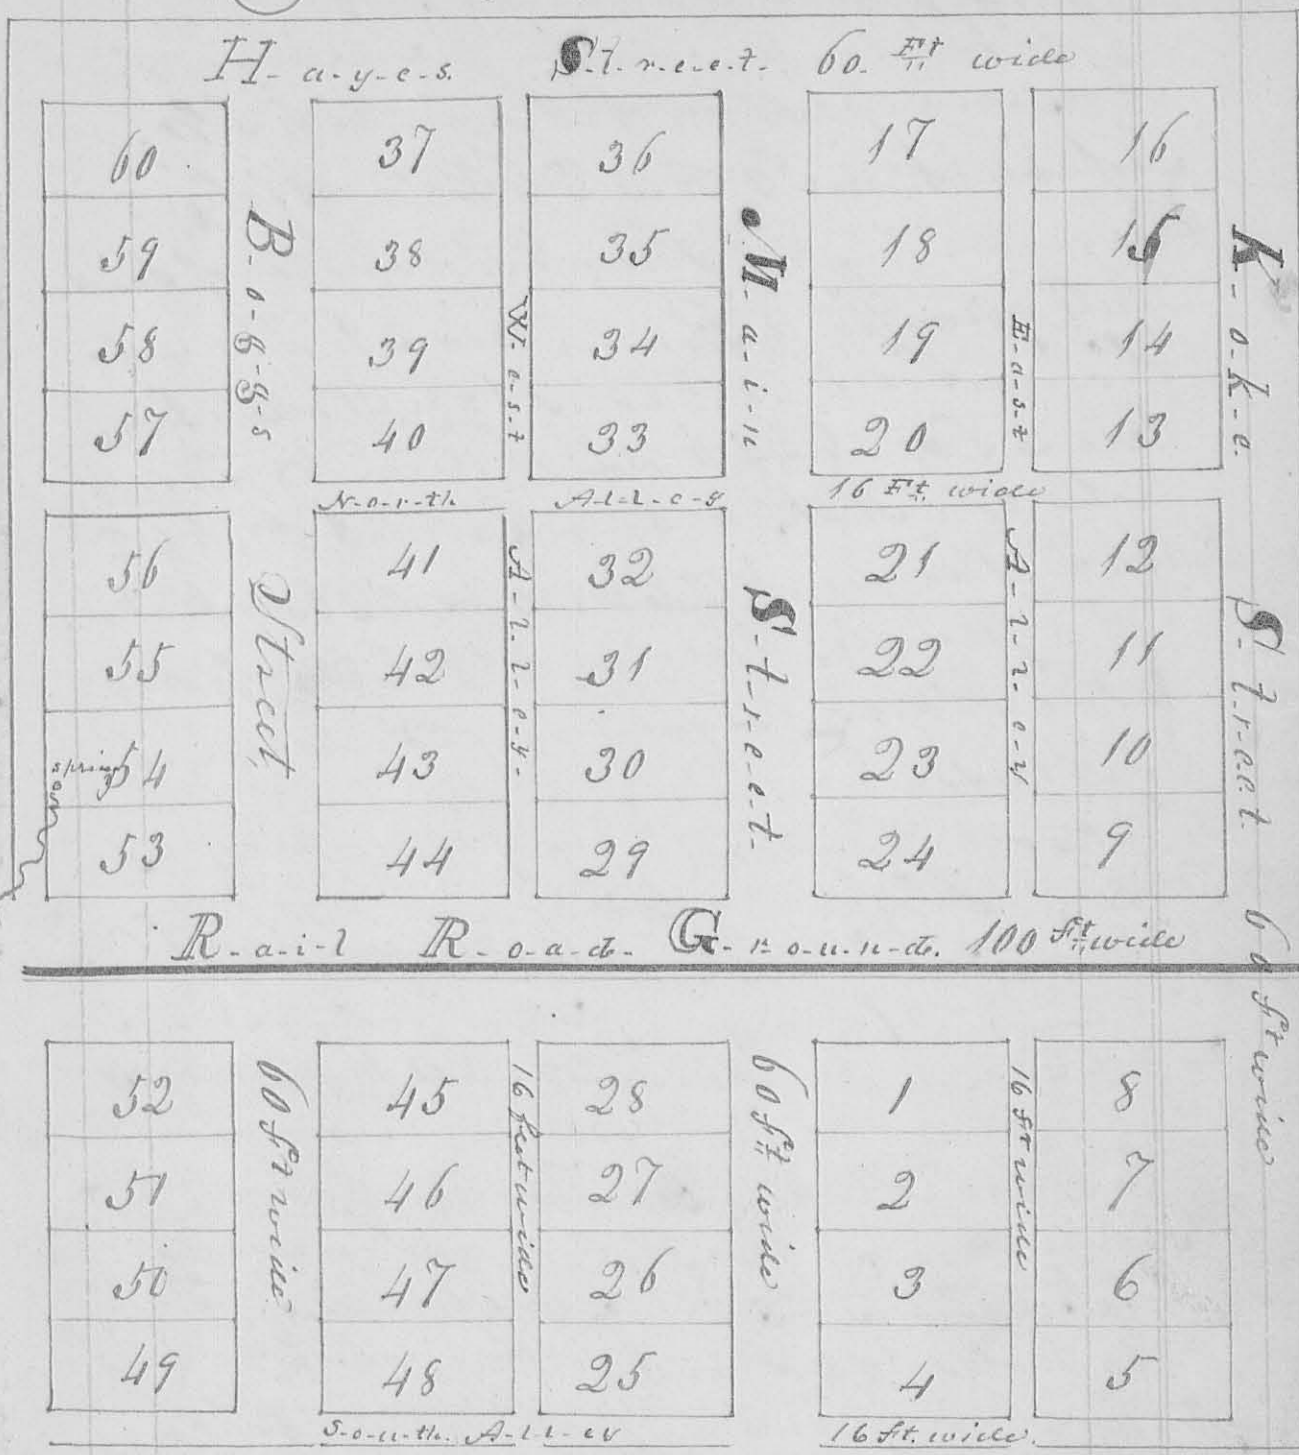 H-a-y-e-s. S-t-r-e-e-t. 60. Ft wide
60 37 36 17 16
59 38 35 18 15
58 39 34 19 14
57 40 33 20 13
B-o-g-g-s
Street
60 ft wide
W-e-s-t
A-l-l-e-y-
16 feet wide
M-a-i-n
S-t-r-e-e-t-
60 ft wide
E-a-s-t
A-l-l-e-y
16 Ft wide
K-o-k-e.
S-t-r-e-e-t
60 ft wide
N-o-r-th A-l-l-e-y 16 Ft. wide
56 41 32 21 12
55 42 31 22 11
spring 54 43 30 23 10
53 44 29 24 9
R-a-i-l R-o-a-d- G-r-o-u-n-d. 100 Ft wide
52 45 28 1 8
51 46 27 2 7
50 47 26 3 6
49 48 25 4 5
S-o-u-th. A-l-l-ey 16 Ft. wide.